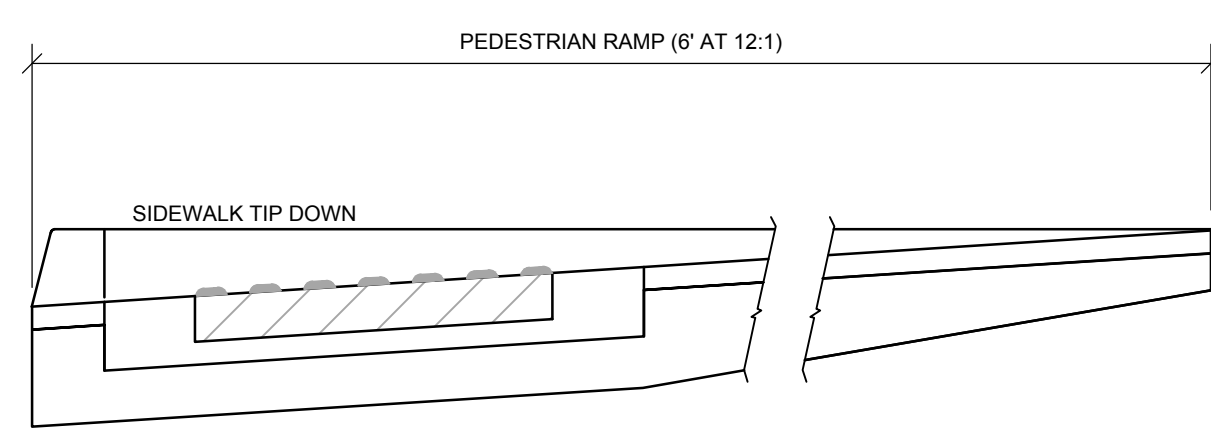 PEDESTRIAN RAMP (6' AT 12:1)
SIDEWALK TIP DOWN